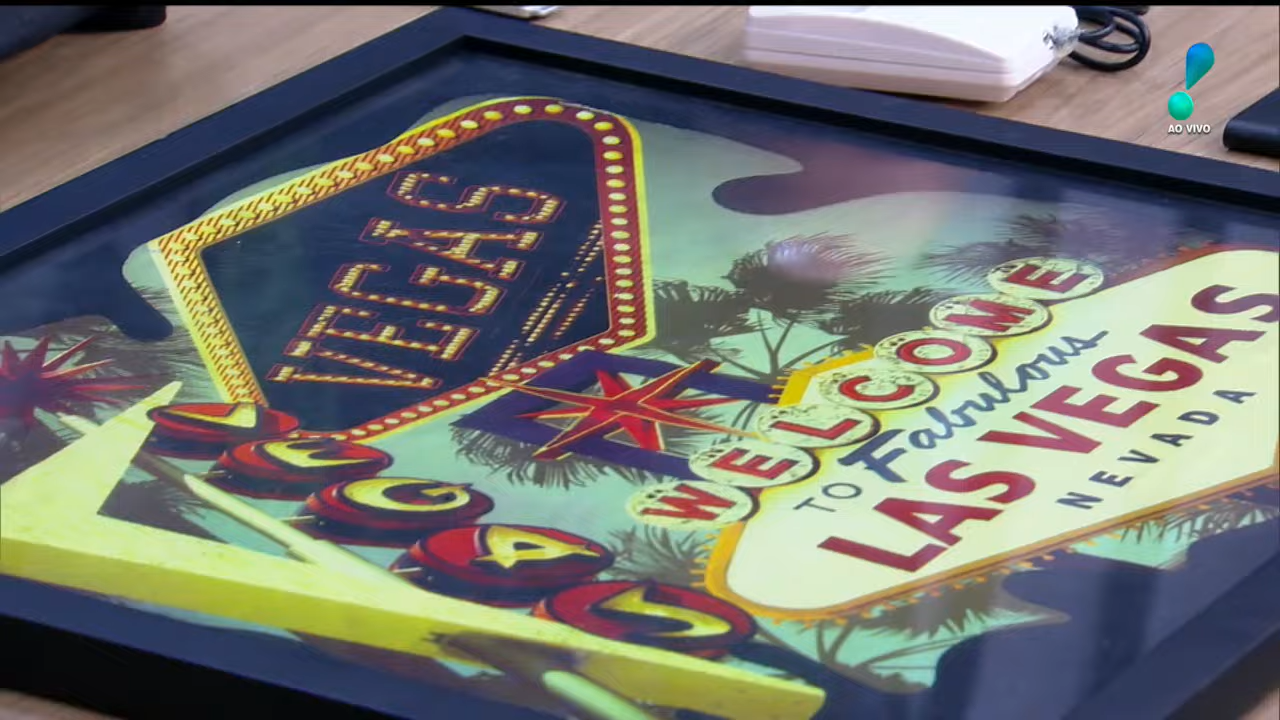 VEGAS
WELCOME
TO Fabulous
LAS VEGAS
NEVADA
VEGAS
AO VIVO